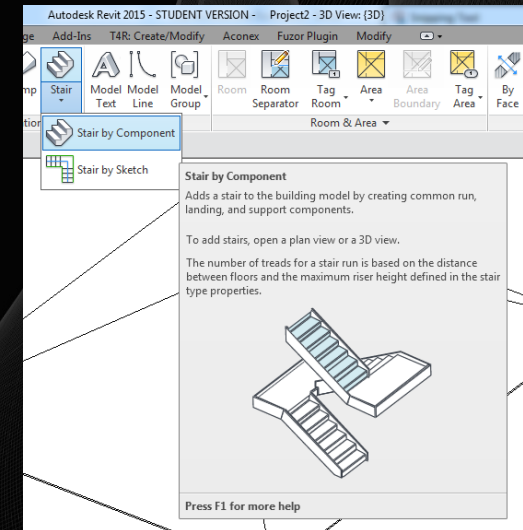 Autodesk Revit 2015 - STUDENT VERSION - Project2 - 3D View: {3D}
ge Add-Ins T4R: Create/Modify Aconex Fuzor Plugin Modify
mp Stair Model Text Model Line Model Group Room Room Separator Tag Room Area Area Boundary Tag Area By Face
tion Room & Area
Stair by Component
Stair by Sketch
Stair by Component
Adds a stair to the building model by creating common run,
landing, and support components.
To add stairs, open a plan view or a 3D view.
The number of treads for a stair run is based on the distance
between floors and the maximum riser height defined in the stair
type properties.
Press F1 for more help